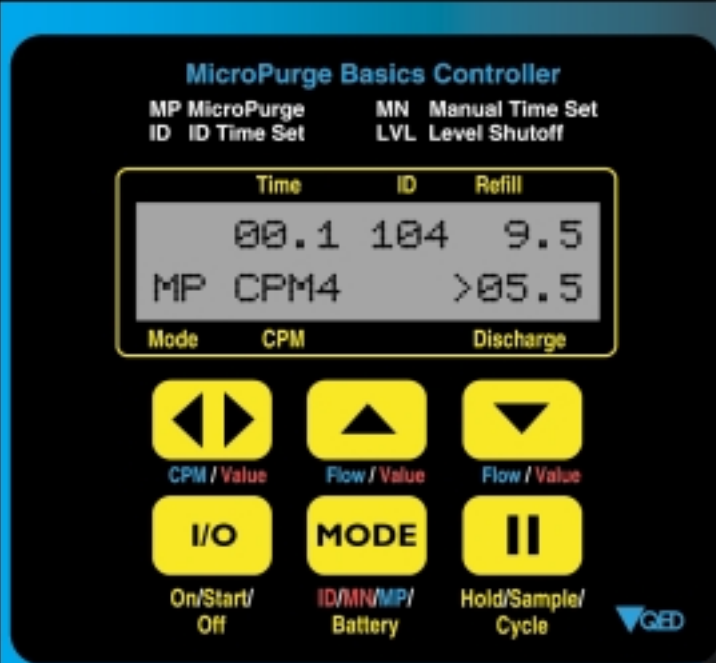 MicroPurge Basics Controller
MP MicroPurge MN Manual Time Set
ID ID Time Set LVL Level Shutoff
Time ID Refill
00.1 104 9.5
MP CPM4 >05.5
Mode CPM Discharge
CPM / Value Flow / Value Flow / Value
I/O MODE
On/Start/ ID/MN/MP/ Hold/Sample/
Off Battery Cycle
QED